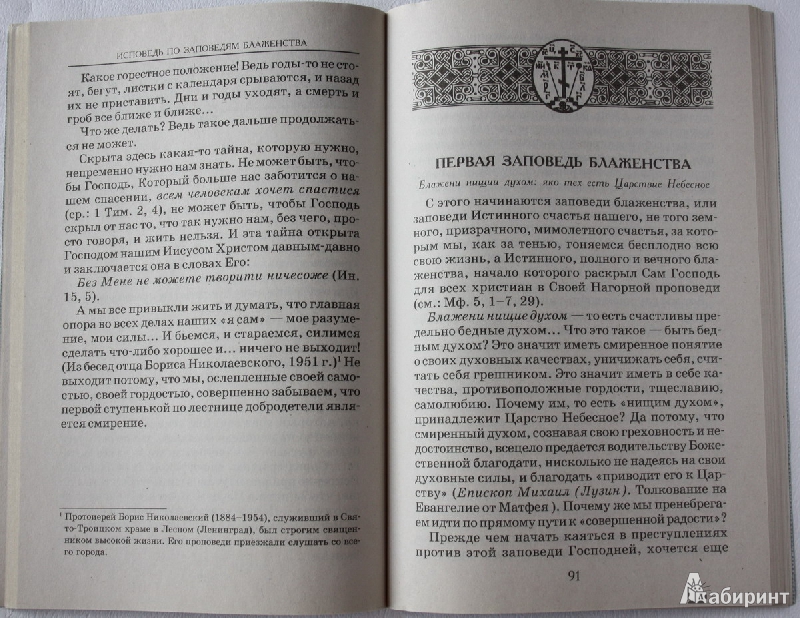 ИСПОВЕДЬ ПО ЗАПОВЕДЯМ БЛАЖЕНСТВА
Какое горестное положение! Ведь годы-то не сто-
ят, бегут, листки с календаря срываются, и назад
их не приставить. Дни и годы уходят, а смерть и
гроб все ближе и ближе...
Что же делать? Ведь такое дальше продолжать-
ся не может.
Скрыта здесь какая-то тайна, которую нужно,
непременно нужно нам знать. Не может быть, что-
бы Господь, Который больше нас заботится о нашем
спасении, всем человекам хочет спастися
(ср.: 1 Тим. 2, 4), не может быть, чтобы Господь
скрыл от нас то, что так нужно нам, без чего, про-
сто говоря, и жить нельзя. И эта тайна открыта
Господом нашим Иисусом Христом давным-давно
и заключается она в словах Его:
Без Мене не можете творити ничесоже (Ин.
15, 5).
А мы все привыкли жить и думать, что главная
опора во всех делах наших «я сам» — мое разуме-
ние, мои силы... И бьемся, и стараемся, силимся
сделать что-либо хорошее и... ничего не выходит!
(Из бесед отца Бориса Николаевского, 1951 г.)¹ Не
выходит потому, что мы, ослепленные своей само-
стью, своей гордостью, совершенно забываем, что
первой ступенькой по лестнице добродетели явля-
ется смирение.
¹ Протоиерей Борис Николаевский (1884–1954), служивший в Свя-
то-Троицком храме в Лесном (Ленинград), был строгим священ-
ником высокой жизни. Его проповеди приезжали слушать со все-
го города.
ПЕРВАЯ ЗАПОВЕДЬ БЛАЖЕНСТВА
Блажени нищии духом: яко тех есть Царствие Небесное
С этого начинаются заповеди блаженства, или
заповеди Истинного счастья нашего, не того зем-
ного, призрачного, мимолетного счастья, за кото-
рым мы, как за тенью, гоняемся бесплодно всю
свою жизнь, а Истинного, полного и вечного бла-
женства, начало которого раскрыл Сам Господь
для всех христиан в Своей Нагорной проповеди
(см.: Мф. 5, 1–7, 29).
Блажени нищие духом — то есть счастливы пре-
дельно бедные духом... Что это такое — быть бед-
ным духом? Это значит иметь смиренное понятие
о своих духовных качествах, уничижать себя, счи-
тать себя грешником. Это значит иметь в себе ка-
чества, противоположные гордости, тщеславию,
самолюбию. Почему им, то есть «нищим духом»,
принадлежит Царство Небесное? Да потому, что
смиренный духом, сознавая свою греховность и не-
достоинство, всецело предается водительству Боже-
ственной благодати, нисколько не надеясь на свои
духовные силы, и благодать «приводит его к Цар-
ству» (Епископ Михаил (Лузин). Толкование на
Евангелие от Матфея). Почему же мы пренебрега-
ем идти по прямому пути к «совершенной радости»?
Прежде чем начать каяться в преступлениях
против этой заповеди Господней, хочется еще
91
Лабиринт